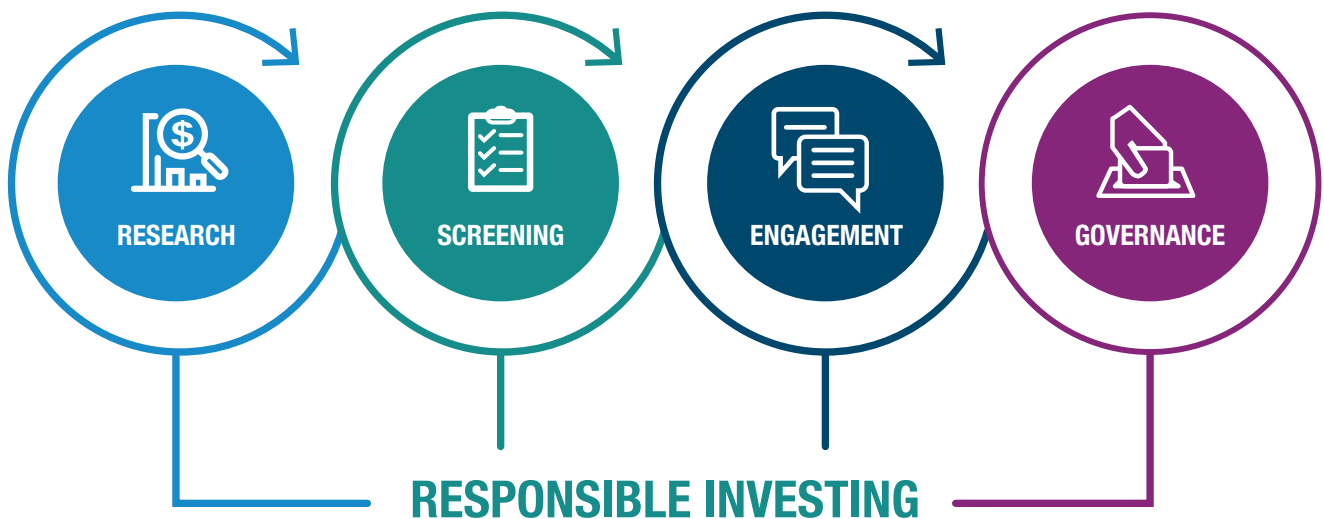 $
RESEARCH
SCREENING
ENGAGEMENT
GOVERNANCE
RESPONSIBLE INVESTING